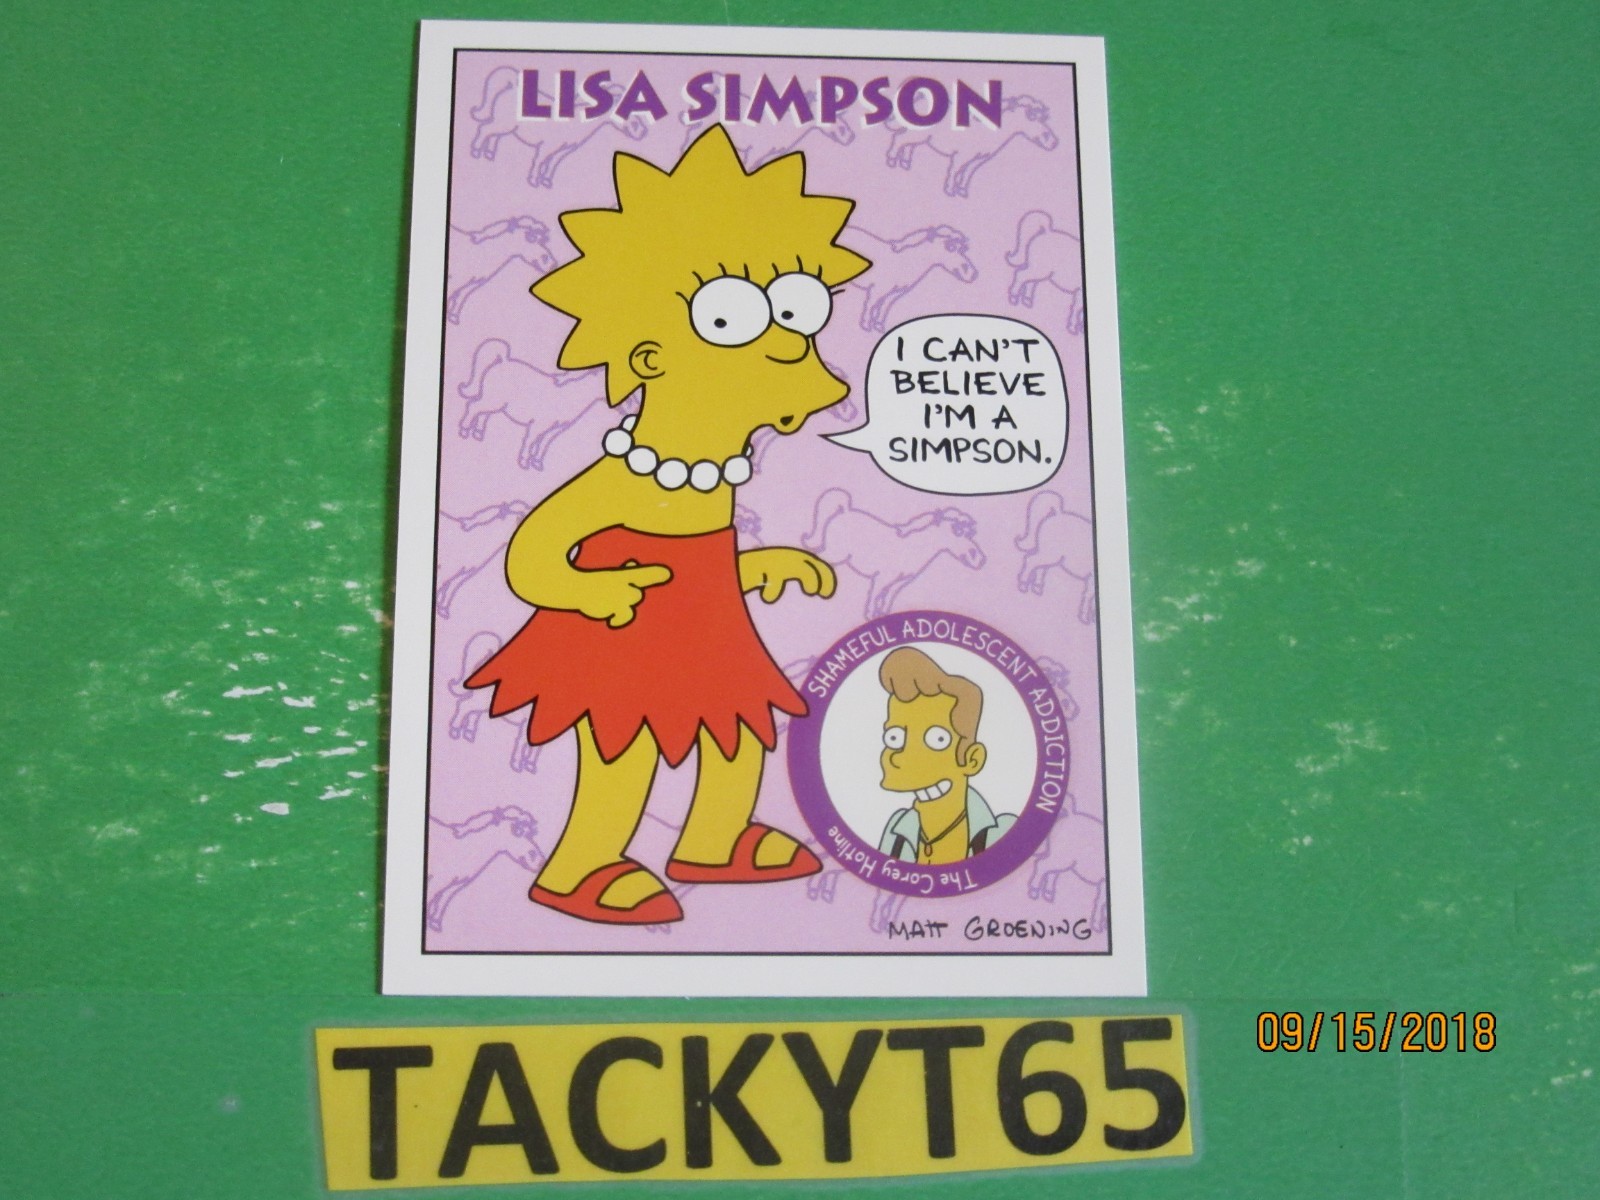 LISA SIMPSON
I CAN'T
BELIEVE
I'M A
SIMPSON.
SHAMEFUL ADOLESCENT ADDICTION
The Corey Hotline
MATT GROENING
TACKYT65
09/15/2018